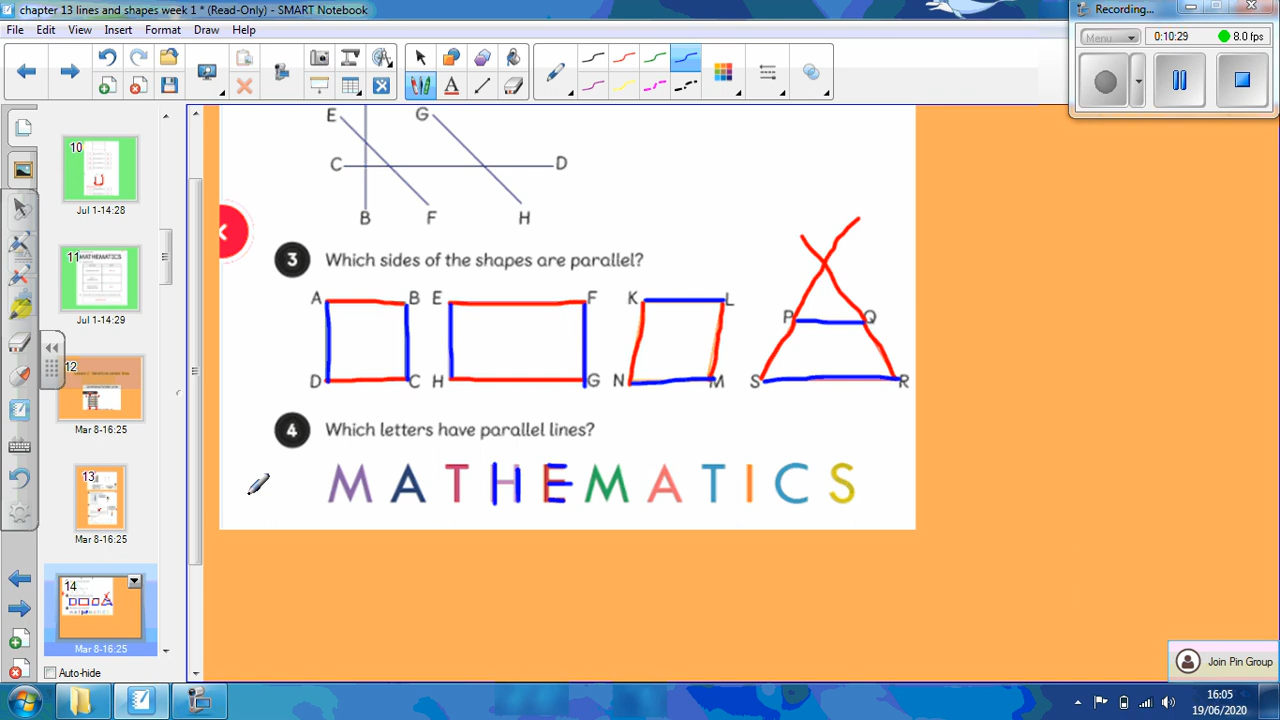 chapter 13 lines and shapes week 1 * (Read-Only) - SMART Notebook
Recording...
File Edit View Insert Format Draw Help
Menu
0:10:29
8.0 fps
10
Jul 1-14:28
11
MATHEMATICS
Jul 1-14:29
12
Mar 8-16:25
13
Mar 8-16:25
14
Mar 8-16:25
Auto-hide
E G
C D
B F H
3 Which sides of the shapes are parallel?
A B E F K L
P Q
D C H G N M S R
4 Which letters have parallel lines?
MATHEMATICS
Join Pin Group
16:05
19/06/2020